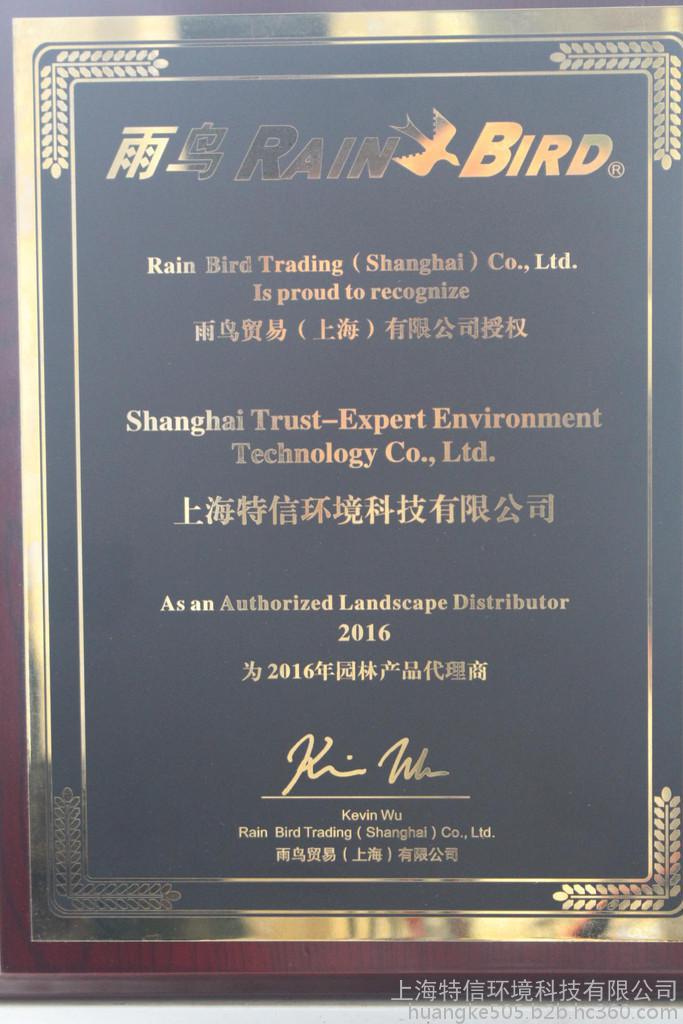 雨鸟 RAIN BIRD®
Rain Bird Trading（Shanghai）Co., Ltd.
Is proud to recognize
雨鸟贸易（上海）有限公司授权
Shanghai Trust-Expert Environment
Technology Co., Ltd.
上海特信环境科技有限公司
As an Authorized Landscape Distributor
2016
为 2016年园林产品代理商
Kevin Wu
Kevin Wu
Rain Bird Trading（Shanghai）Co., Ltd.
雨鸟贸易（上海）有限公司
上海特信环境科技有限公司
huangke505.b2b.hc360.com